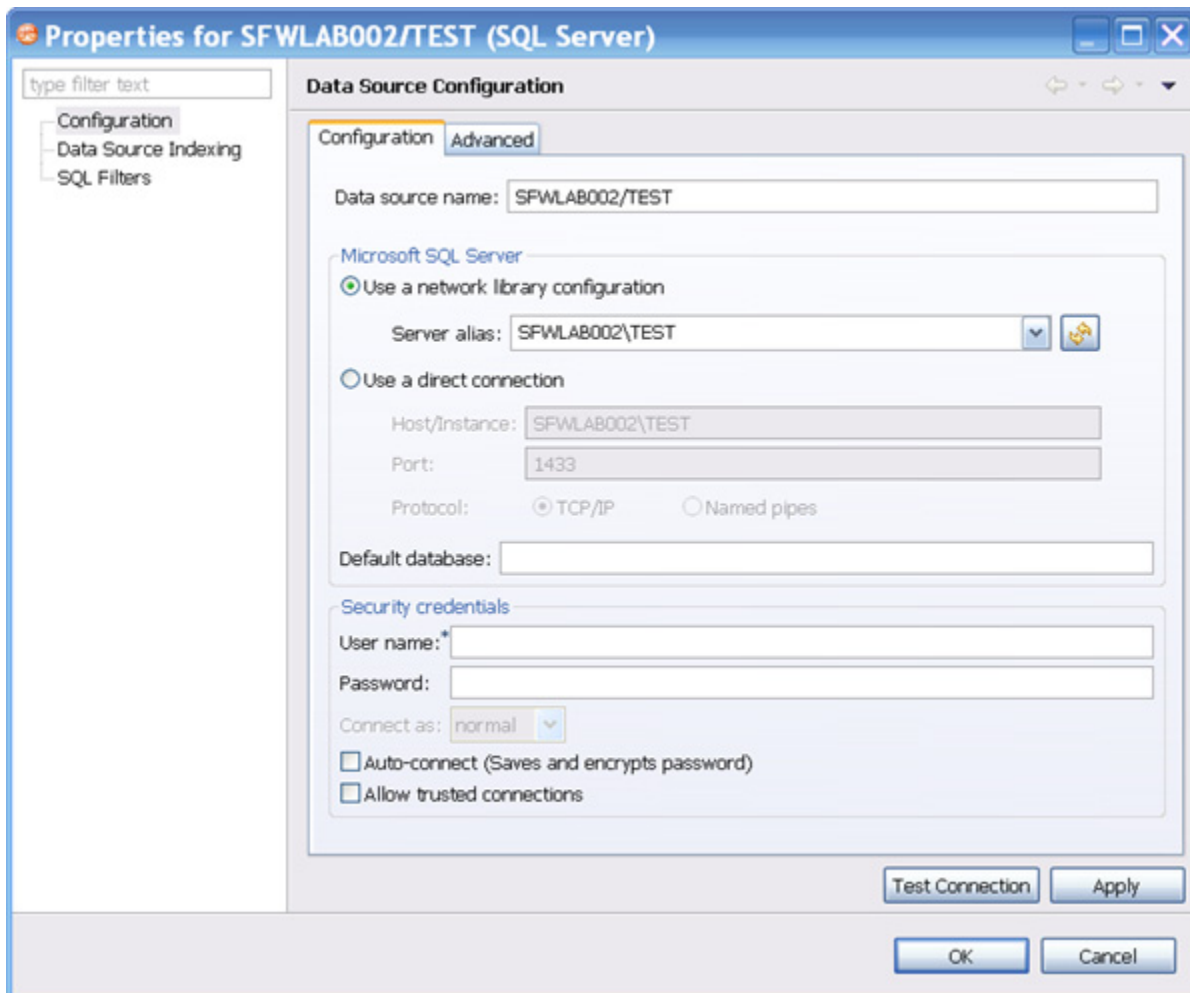 Properties for SFWLAB002/TEST (SQL Server)
type filter text
Configuration
Data Source Indexing
SQL Filters
Data Source Configuration
Configuration
Advanced
Data source name: SFWLAB002/TEST
Microsoft SQL Server
Use a network library configuration
Server alias: SFWLAB002\TEST
Use a direct connection
Host/Instance: SFWLAB002\TEST
Port: 1433
Protocol: TCP/IP Named pipes
Default database:
Security credentials
User name:*
Password:
Connect as: normal
Auto-connect (Saves and encrypts password)
Allow trusted connections
Test Connection Apply
OK Cancel